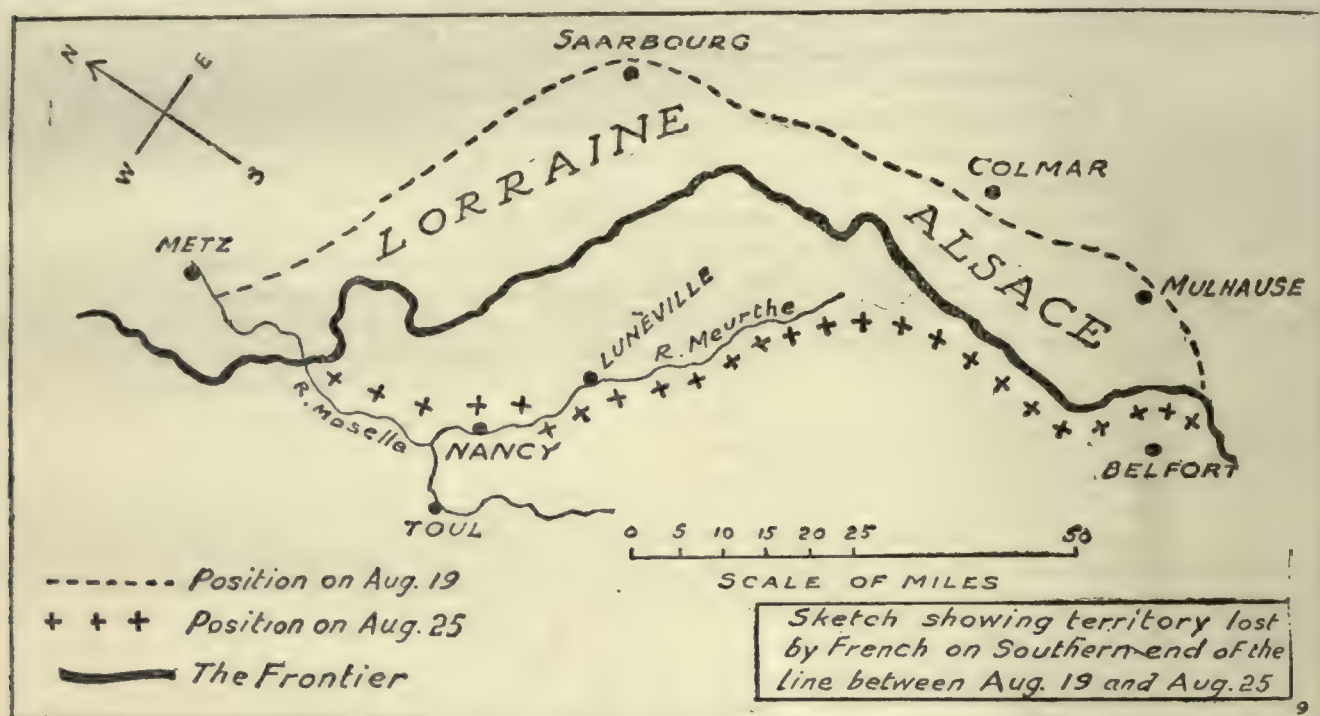 SAARBOURG
N
E
W
S
LORRAINE
COLMAR
ALSACE
METZ
MULHAUSE
LUNÈVILLE
R. Meurthe
R. Moselle
NANCY
BELFORT
TOUL
0 5 10 15 20 25 50
SCALE OF MILES
Position on Aug. 19
Position on Aug. 25
The Frontier
Sketch showing territory lost
by French on Southern end of the
line between Aug. 19 and Aug. 25
9